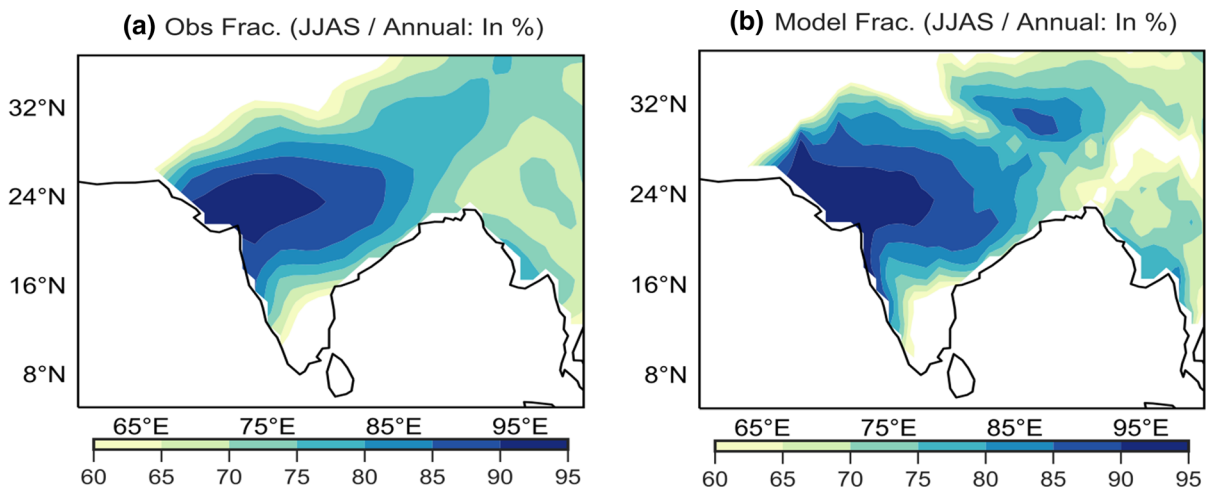 (a) Obs Frac. (JJAS / Annual: In %)
32°N
24°N
16°N
8°N
65°E 75°E 85°E 95°E
60 65 70 75 80 85 90 95
(b) Model Frac. (JJAS / Annual: In %)
32°N
24°N
16°N
8°N
65°E 75°E 85°E 95°E
60 65 70 75 80 85 90 95